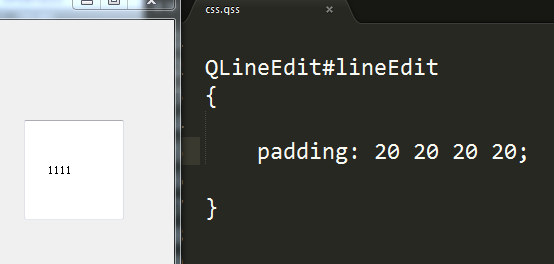 css.qss
QLineEdit#lineEdit
{
padding: 20 20 20 20;
}
1111